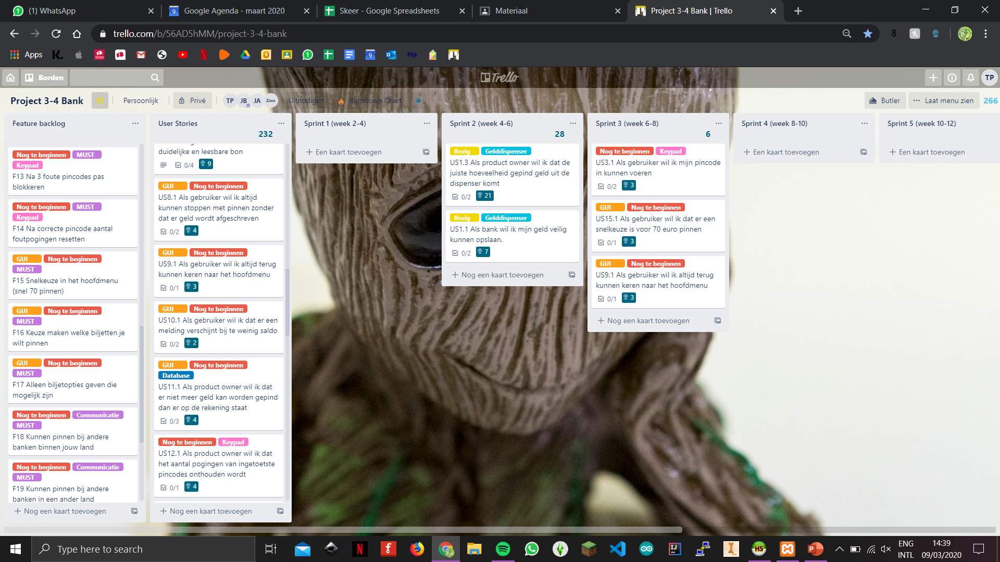 (1) WhatsApp
Google Agenda - maart 2020
Skeer - Google Spreadsheets
Materiaal
Project 3-4 Bank | Trello
trello.com/b/56AD5hMM/project-3-4-bank
Apps
Borden
Trello
TP
Project 3-4 Bank
Persoonlijk
Privé
TP
JB
JA
Ziwe
Uitnodigen
Burndown Chart
Butler
Laat menu zien
266
Feature backlog
Nog te beginnen MUST
Keypad
F13 Na 3 foute pincodes pas
blokkeren
Nog te beginnen MUST
Keypad
F14 Na correcte pincode aantal
foutpogingen resetten
GUI Nog te beginnen
MUST
F15 Snelkeuze in het hoofdmenu
(snel 70 pinnen)
GUI Nog te beginnen
MUST
F16 Keuze maken welke biljetten je
wilt pinnen
GUI Nog te beginnen
MUST
F17 Alleen biljetopties geven die
mogelijk zijn
Nog te beginnen Communicatie
MUST
F18 Kunnen pinnen bij andere
banken binnen jouw land
Nog te beginnen Communicatie
MUST
F19 Kunnen pinnen bij andere
banken in een ander land
Nog een kaart toevoegen
User Stories
232
duidelijke en leesbare bon
0/4 9
GUI Nog te beginnen
US8.1 Als gebruiker wil ik altijd
kunnen stoppen met pinnen zonder
dat er geld wordt afgeschreven
0/2 4
GUI Nog te beginnen
US9.1 Als gebruiker wil ik altijd terug
kunnen keren naar het hoofdmenu
0/1 3
GUI Nog te beginnen
US10.1 Als gebruiker wil ik dat er een
melding verschijnt bij te weinig saldo
0/2 2
GUI Nog te beginnen
Database
US11.1 Als product owner wil ik dat
er niet meer geld kan worden gepind
dan er op de rekening staat
0/3 4
Nog te beginnen Keypad
US12.1 Als product owner wil ik dat
het aantal pogingen van ingetoetste
pincodes onthouden wordt
0/1 4
Nog een kaart toevoegen
Sprint 1 (week 2-4)
Een kaart toevoegen
Sprint 2 (week 4-6)
28
Bezig Gelddispenser
US1.3 Als product owner wil ik dat de
juiste hoeveelheid gepind geld uit de
dispenser komt
0/2 21
Bezig Gelddispenser
US1.1 Als bank wil ik mijn geld veilig
kunnen opslaan.
0/2 7
Nog een kaart toevoegen
Sprint 3 (week 6-8)
6
Nog te beginnen Keypad
US3.1 Als gebruiker wil ik mijn pincode
in kunnen voeren
0/2 3
GUI Nog te beginnen
US15.1 Als gebruiker wil ik dat er een
snelkeuze is voor 70 euro pinnen
0/1 3
GUI Nog te beginnen
US9.1 Als gebruiker wil ik altijd terug
kunnen keren naar het hoofdmenu
0/1 3
Nog een kaart toevoegen
Sprint 4 (week 8-10)
Een kaart toevoegen
Sprint 5 (week 10-12)
Een kaart toevoegen
Type here to search
ENG
INTL
14:39
09/03/2020